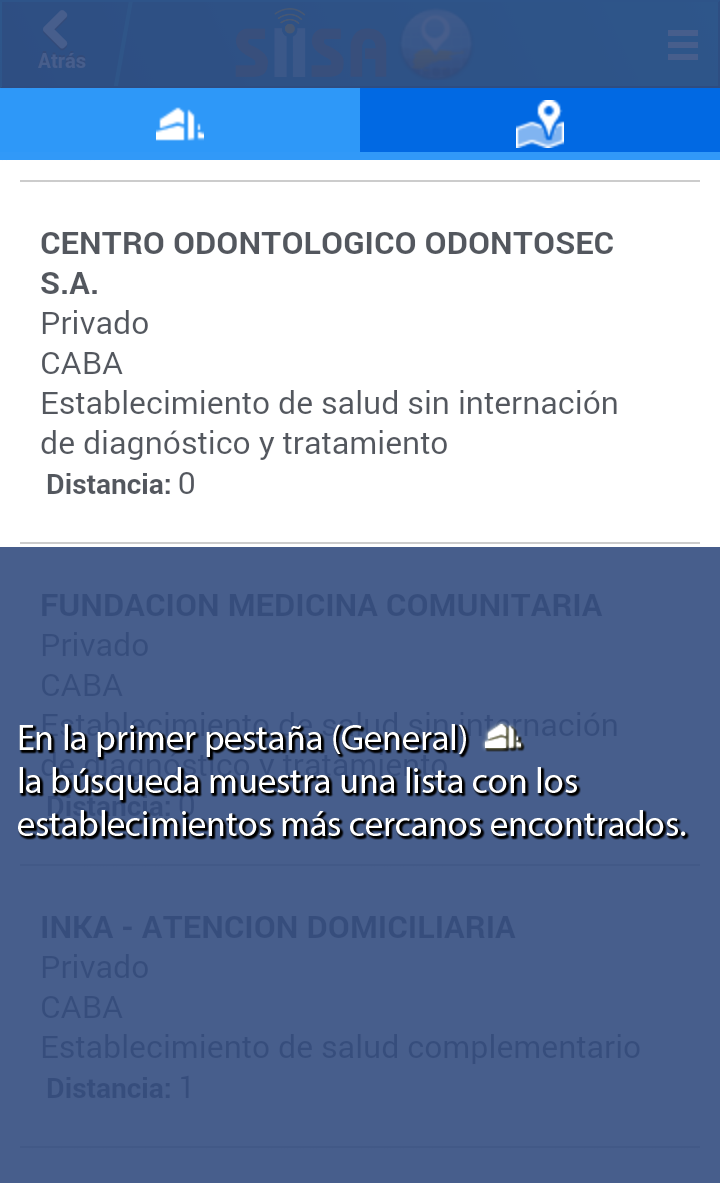 Atrás
SIISA
CENTRO ODONTOLOGICO ODONTOSEC
S.A.
Privado
CABA
Establecimiento de salud sin internación
de diagnóstico y tratamiento
Distancia: 0
FUNDACION MEDICINA COMUNITARIA
Privado
CABA
Establecimiento de salud sin internación
de diagnóstico y tratamiento
Distancia: 0
En la primer pestaña (General)
la búsqueda muestra una lista con los
establecimientos más cercanos encontrados.
INKA - ATENCION DOMICILIARIA
Privado
CABA
Establecimiento de salud complementario
Distancia: 1